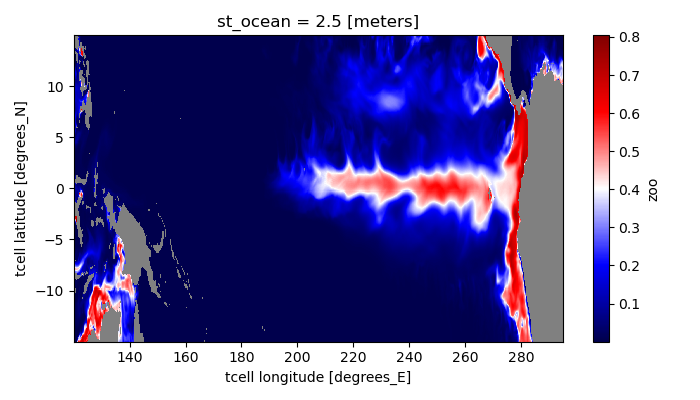 st_ocean = 2.5 [meters]
tcell latitude [degrees_N]
10
5
0
−5
−10
140 160 180 200 220 240 260 280
tcell longitude [degrees_E]
0.8
0.7
0.6
0.5
0.4
0.3
0.2
0.1
zoo